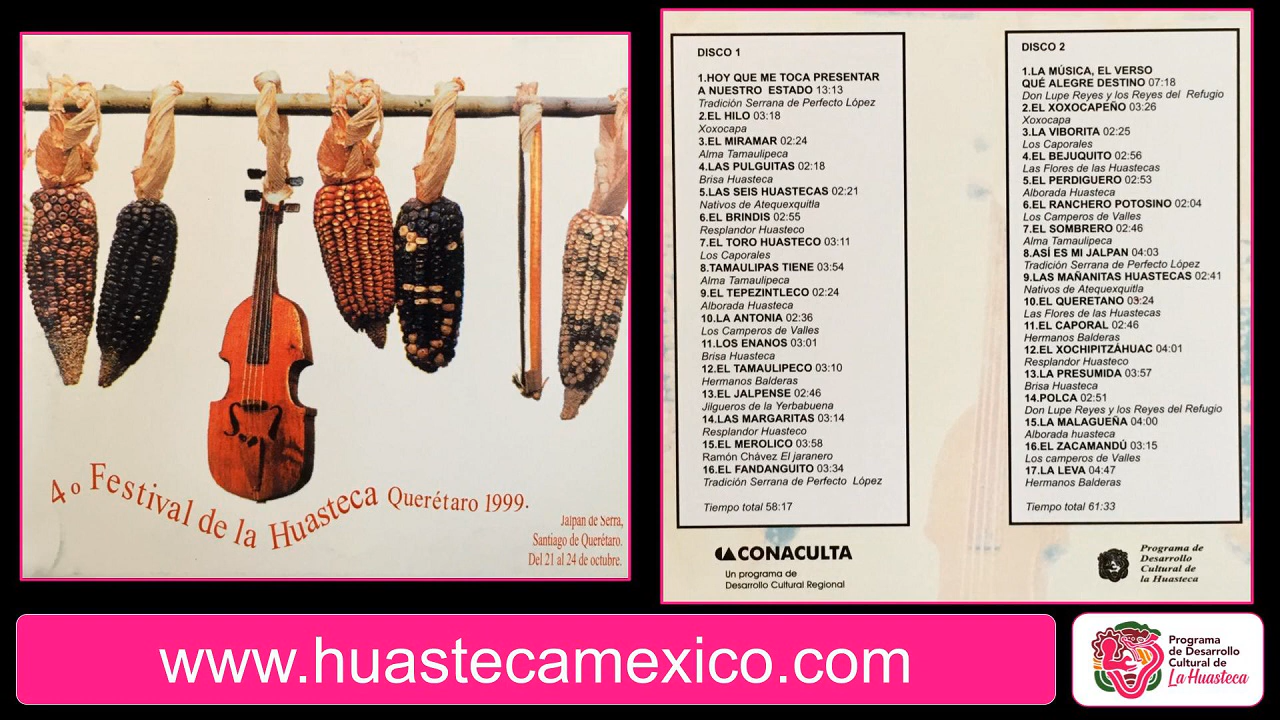 4o Festival de la Huasteca Querétaro 1999.
Jalpan de Serra,
Santiago de Querétaro.
Del 21 al 24 de octubre.
DISCO 1
1.HOY QUE ME TOCA PRESENTAR
A NUESTRO ESTADO 13:13
Tradición Serrana de Perfecto López
2.EL HILO 03:18
Xoxocapa
3.EL MIRAMAR 02:24
Alma Tamaulipeca
4.LAS PULGUITAS 02:18
Brisa Huasteca
5.LAS SEIS HUASTECAS 02:21
Nativos de Atequexquitla
6.EL BRINDIS 02:55
Resplandor Huasteco
7.EL TORO HUASTECO 03:11
Los Caporales
8.TAMAULIPAS TIENE 03:54
Alma Tamaulipeca
9.EL TEPEZINTLECO 02:24
Alborada Huasteca
10.LA ANTONIA 02:36
Los Camperos de Valles
11.LOS ENANOS 03:01
Brisa Huasteca
12.EL TAMAULIPECO 03:10
Hermanos Balderas
13.EL JALPENSE 02:46
Jilgueros de la Yerbabuena
14.LAS MARGARITAS 03:14
Resplandor Huasteco
15.EL MEROLICO 03:58
Ramón Chávez El jaranero
16.EL FANDANGUITO 03:34
Tradición Serrana de Perfecto López
Tiempo total 58:17
DISCO 2
1.LA MÚSICA, EL VERSO
QUÉ ALEGRE DESTINO 07:18
Don Lupe Reyes y los Reyes del Refugio
2.EL XOXOCAPEÑO 03:26
Xoxocapa
3.LA VIBORITA 02:25
Los Caporales
4.EL BEJUQUITO 02:56
Las Flores de las Huastecas
5.EL PERDIGUERO 02:53
Alborada Huasteca
6.EL RANCHERO POTOSINO 02:04
Los Camperos de Valles
7.EL SOMBRERO 02:46
Alma Tamaulipeca
8.ASÍ ES MI JALPAN 04:03
Tradición Serrana de Perfecto López
9.LAS MAÑANITAS HUASTECAS 02:41
Nativos de Atequexquitla
10.EL QUERETANO 03:24
Las Flores de las Huastecas
11.EL CAPORAL 02:46
Hermanos Balderas
12.EL XOCHIPITZÁHUAC 04:01
Resplandor Huasteco
13.LA PRESUMIDA 03:57
Brisa Huasteca
14.POLCA 02:51
Don Lupe Reyes y los Reyes del Refugio
15.LA MALAGUEÑA 04:00
Alborada huasteca
16.EL ZACAMANDÚ 03:15
Los camperos de Valles
17.LA LEVA 04:47
Hermanos Balderas
Tiempo total 61:33
CONACULTA
Un programa de
Desarrollo Cultural Regional
Programa de
Desarrollo
Cultural de
la Huasteca
www.huastecamexico.com
Programa
de Desarrollo
Cultural de
La Huasteca